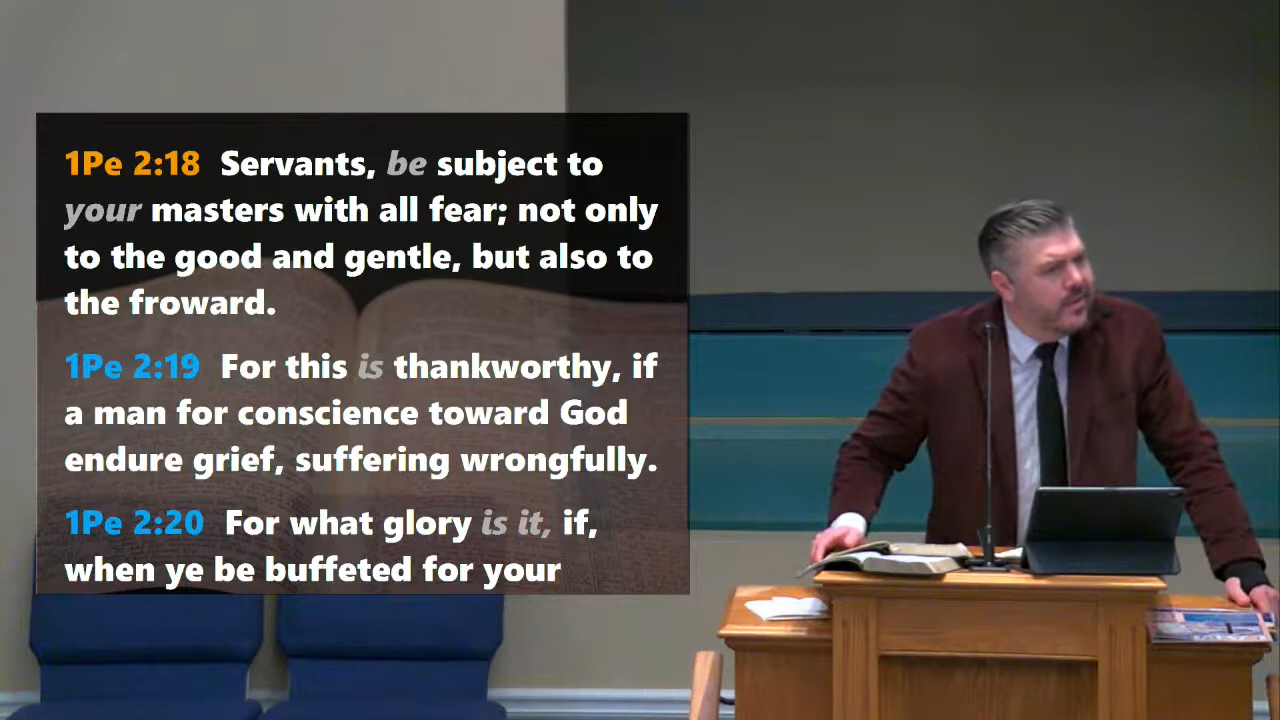 1Pe 2:18 Servants, be subject to
your masters with all fear; not only
to the good and gentle, but also to
the froward.
1Pe 2:19 For this is thankworthy, if
a man for conscience toward God
endure grief, suffering wrongfully.
1Pe 2:20 For what glory is it, if,
when ye be buffeted for your